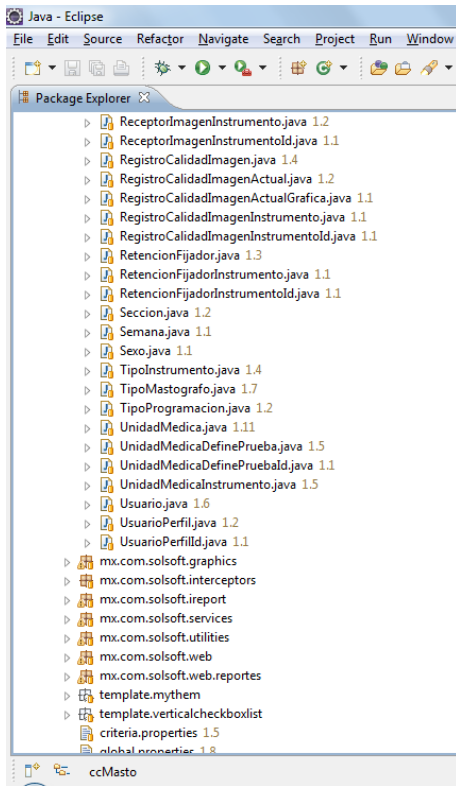 Java - Eclipse
File Edit Source Refactor Navigate Search Project Run Window
Package Explorer
ReceptorImagenInstrumento.java 1.2
ReceptorImagenInstrumentoId.java 1.1
RegistroCalidadImagen.java 1.4
RegistroCalidadImagenActual.java 1.2
RegistroCalidadImagenActualGrafica.java 1.1
RegistroCalidadImagenInstrumento.java 1.1
RegistroCalidadImagenInstrumentoId.java 1.1
RetencionFijador.java 1.3
RetencionFijadorInstrumento.java 1.1
RetencionFijadorInstrumentoId.java 1.1
Seccion.java 1.2
Semana.java 1.1
Sexo.java 1.1
TipoInstrumento.java 1.4
TipoMastografo.java 1.7
TipoProgramacion.java 1.2
UnidadMedica.java 1.11
UnidadMedicaDefinePrueba.java 1.5
UnidadMedicaDefinePruebaId.java 1.1
UnidadMedicaInstrumento.java 1.5
Usuario.java 1.6
UsuarioPerfil.java 1.2
UsuarioPerfilId.java 1.1
mx.com.solsoft.graphics
mx.com.solsoft.interceptors
mx.com.solsoft.ireport
mx.com.solsoft.services
mx.com.solsoft.utilities
mx.com.solsoft.web
mx.com.solsoft.web.reportes
template.mythem
template.verticalcheckboxlist
criteria.properties 1.5
global.properties 1.8
ccMasto